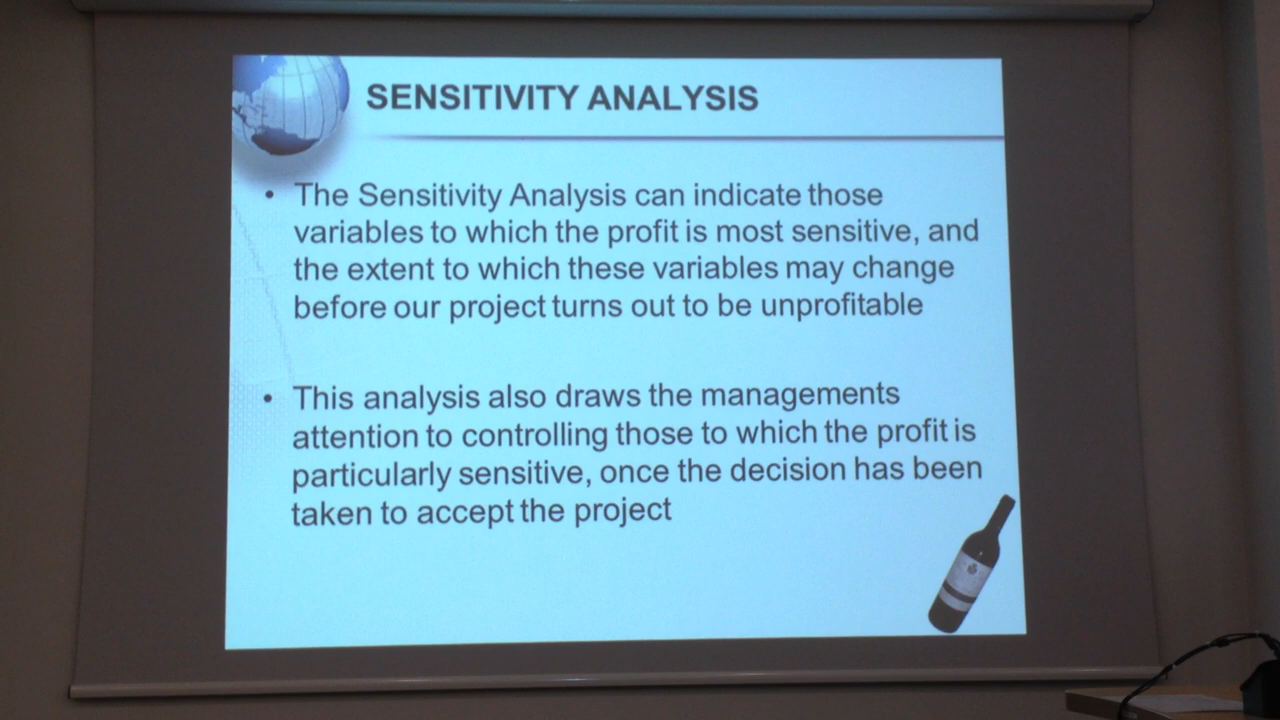 SENSITIVITY ANALYSIS
• The Sensitivity Analysis can indicate those
variables to which the profit is most sensitive, and
the extent to which these variables may change
before our project turns out to be unprofitable
• This analysis also draws the managements
attention to controlling those to which the profit is
particularly sensitive, once the decision has been
taken to accept the project